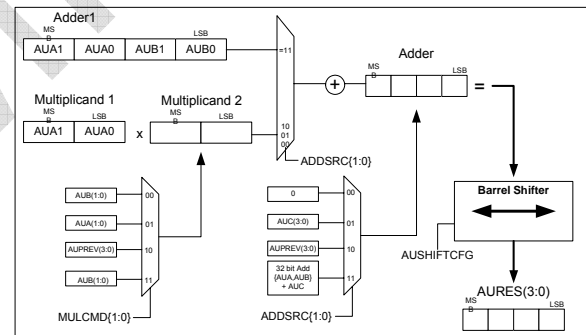 Adder1
MS
B
LSB
AUA1 AUA0 AUB1 AUB0
=11
Adder
MS
B
LSB
+
=
Multiplicand 1
Multiplicand 2
MS
B
LSB
MS
B
LSB
AUA1 AUA0
x
10
01
00
ADDSRC{1:0}
Barrel Shifter
AUB(1:0)
00
AUA(1:0)
01
AUPREV(3:0)
10
AUB(1:0)
11
MULCMD{1:0}
0
00
AUC(3:0)
01
AUPREV(3:0)
10
32 bit Add
{AUA,AUB}
+ AUC
11
ADDSRC{1:0}
AUSHIFTCFG
AURES(3:0)
MS
B
LSB